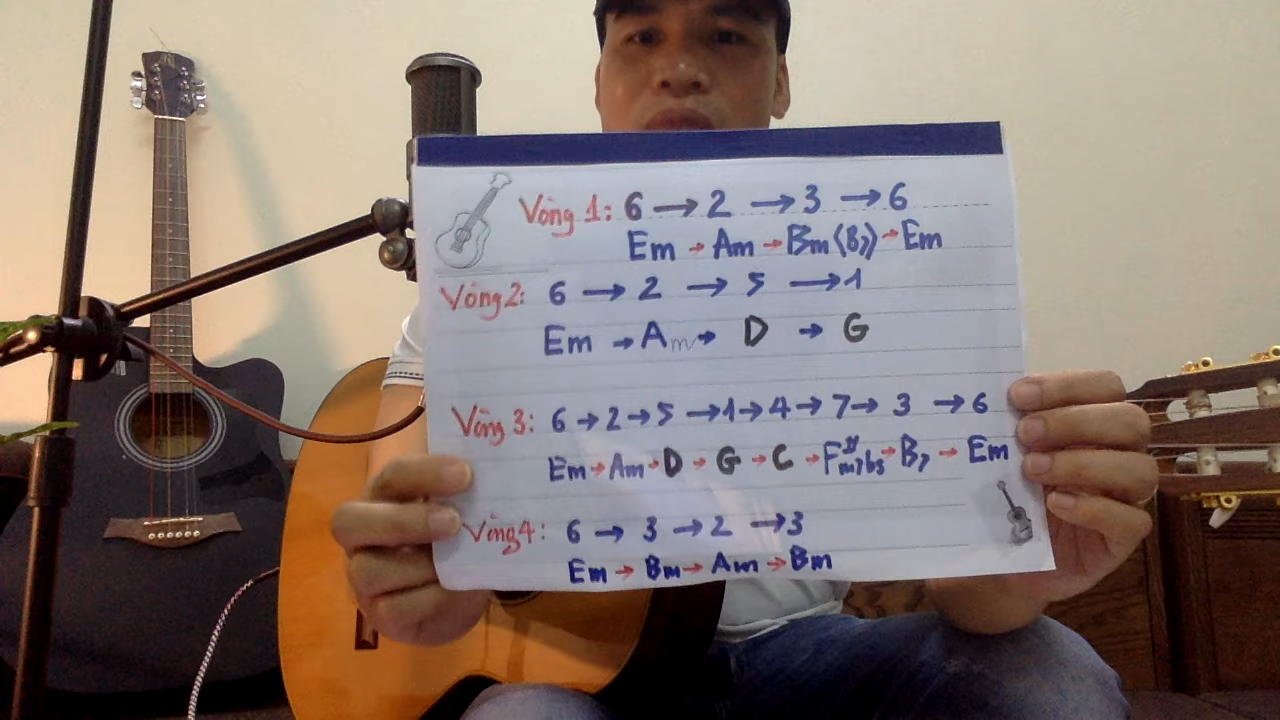 Vòng 1: 6 → 2 → 3 → 6
Em → Am → Bm (B7) → Em
Vòng 2: 6 → 2 → 5 → 1
Em → Am → D → G
Vòng 3: 6 → 2 → 5 → 1 → 4 → 7 → 3 → 6
Em → Am → D → G → C → F#m7b5 → B7 → Em
Vòng 4: 6 → 3 → 2 → 3
Em → Bm → Am → Bm